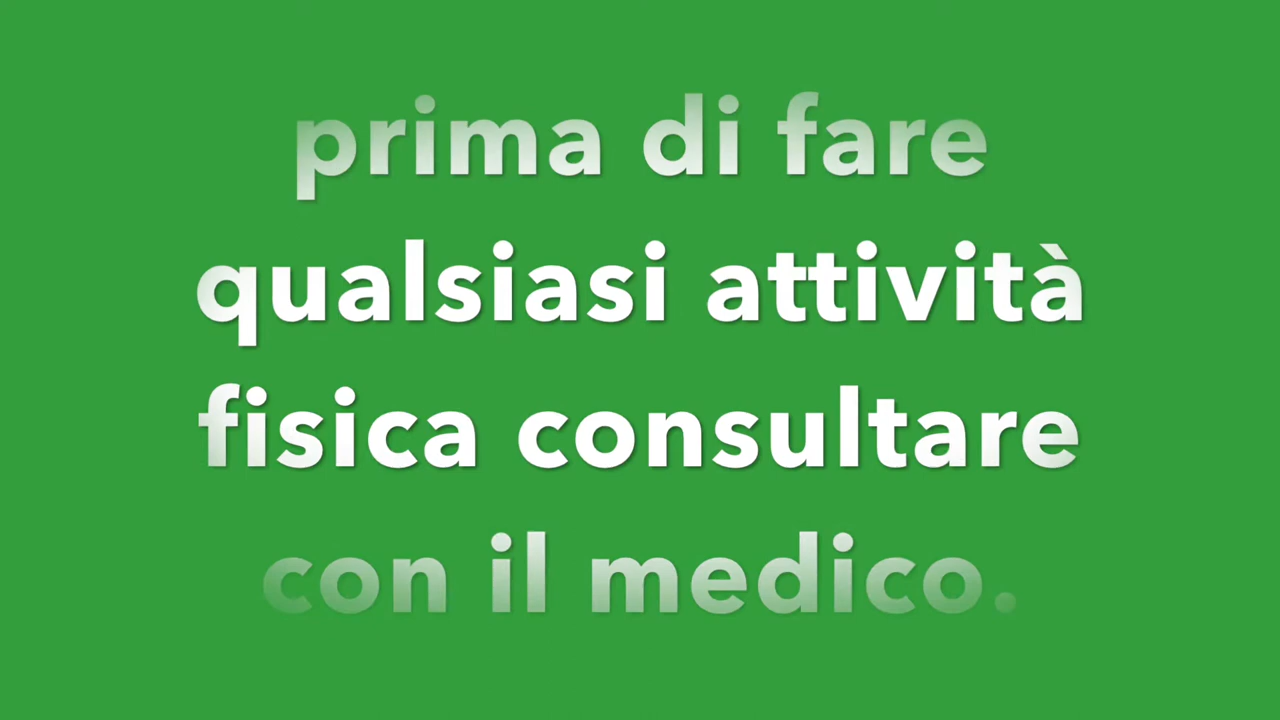 prima di fare
qualsiasi attività
fisica consultare
con il medico.